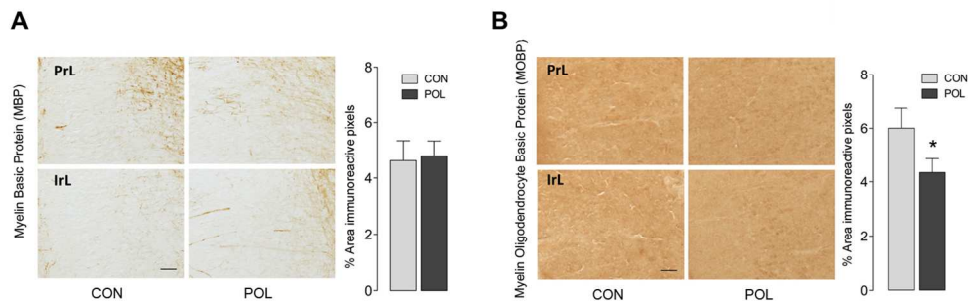 A
Myelin Basic Protein (MBP)
PrL
IrL
CON
POL
% Area immunoreactive pixels
8
6
4
2
0
CON
POL
B
Myelin Oligodendrocyte Basic Protein (MOBP)
PrL
IrL
CON
POL
% Area immunoreactive pixels
8
6
4
2
0
CON
POL
*